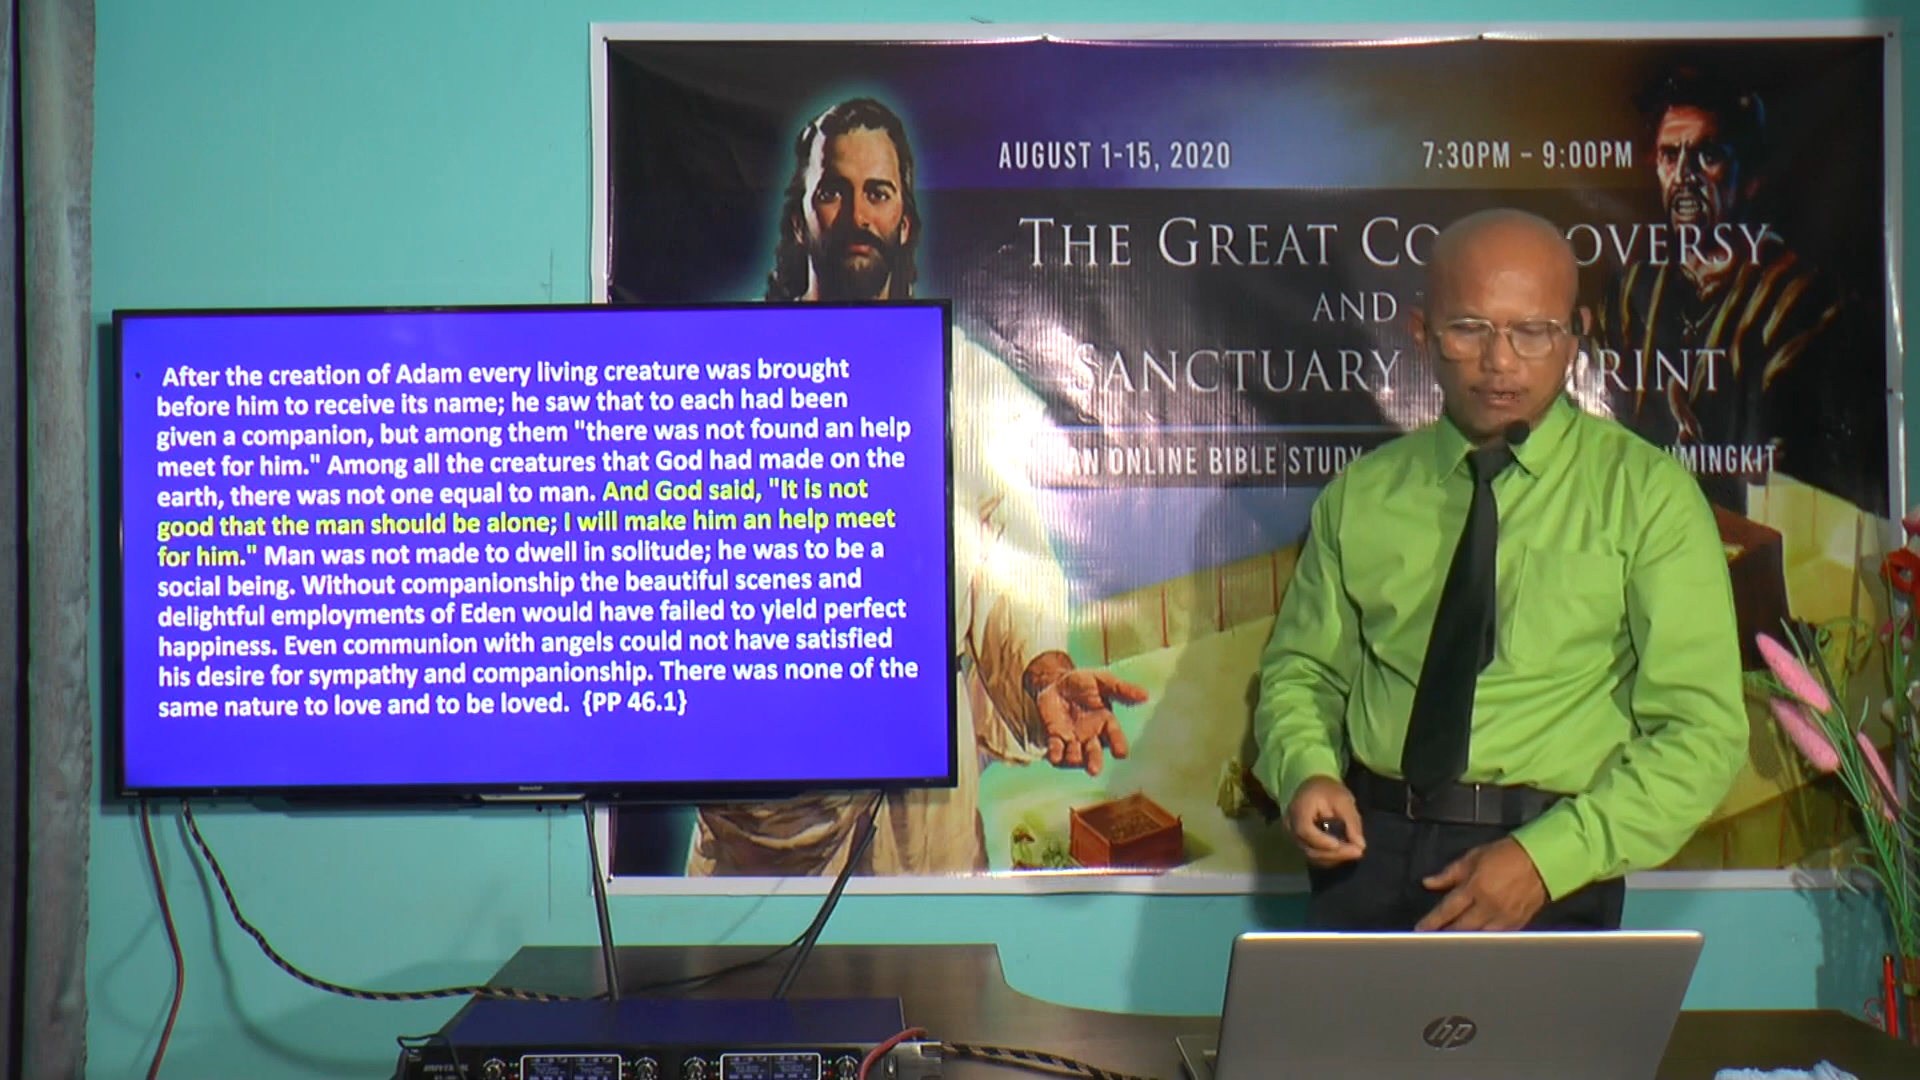 AUGUST 1-15, 2020
7:30PM - 9:00PM
THE GREAT CO OVERSY
AND
SANCTUARY PRINT
AN ONLINE BIBLE STUDY MINGKIT
After the creation of Adam every living creature was brought
before him to receive its name; he saw that to each had been
given a companion, but among them "there was not found an help
meet for him." Among all the creatures that God had made on the
earth, there was not one equal to man. And God said, "It is not
good that the man should be alone; I will make him an help meet
for him." Man was not made to dwell in solitude; he was to be a
social being. Without companionship the beautiful scenes and
delightful employments of Eden would have failed to yield perfect
happiness. Even communion with angels could not have satisfied
his desire for sympathy and companionship. There was none of the
same nature to love and to be loved. {PP 46.1}
SHARP
hp